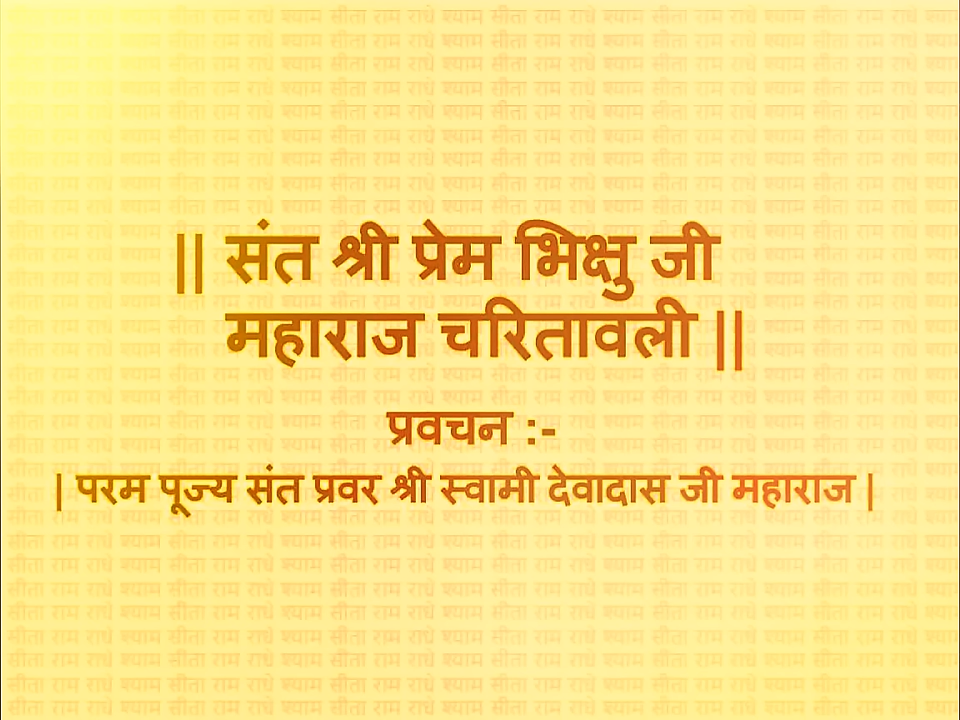 || संत श्री प्रेम भिक्षु जी
महाराज चरितावली ||
प्रवचन :-
| परम पूज्य संत प्रवर श्री स्वामी देवादास जी महाराज |